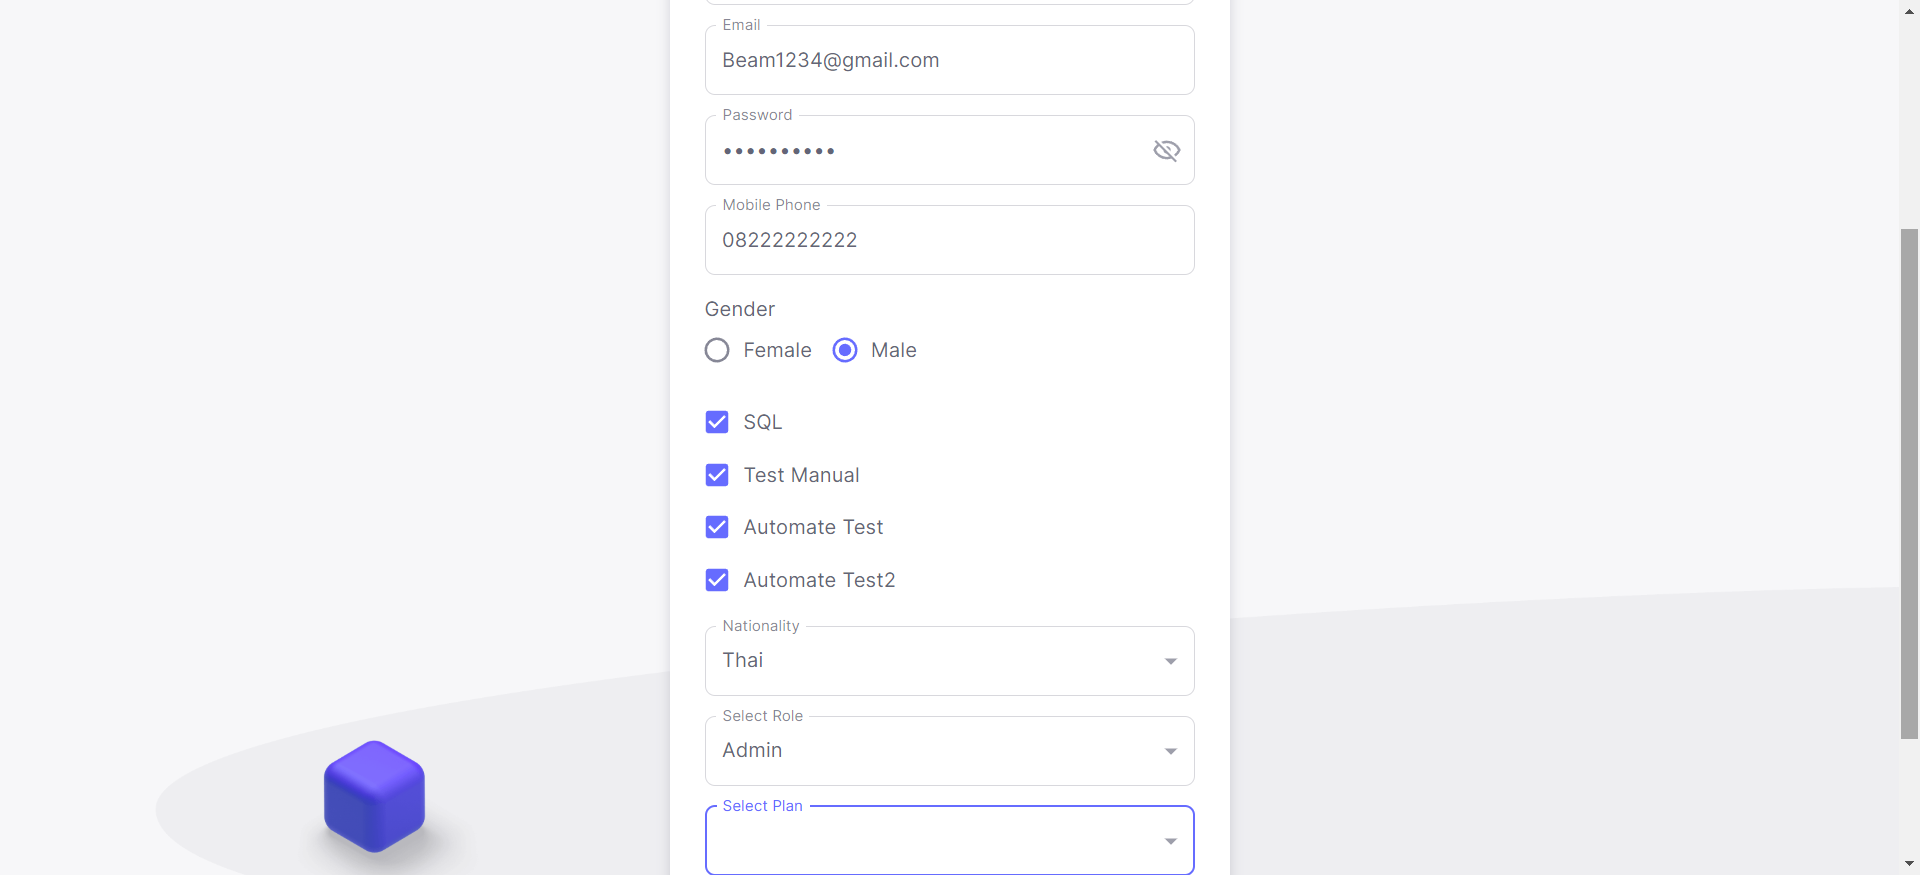 Email
Beam1234@gmail.com
Password
••••••••••
Mobile Phone
08222222222
Gender
Female Male
SQL
Test Manual
Automate Test
Automate Test2
Nationality
Thai
Select Role
Admin
Select Plan